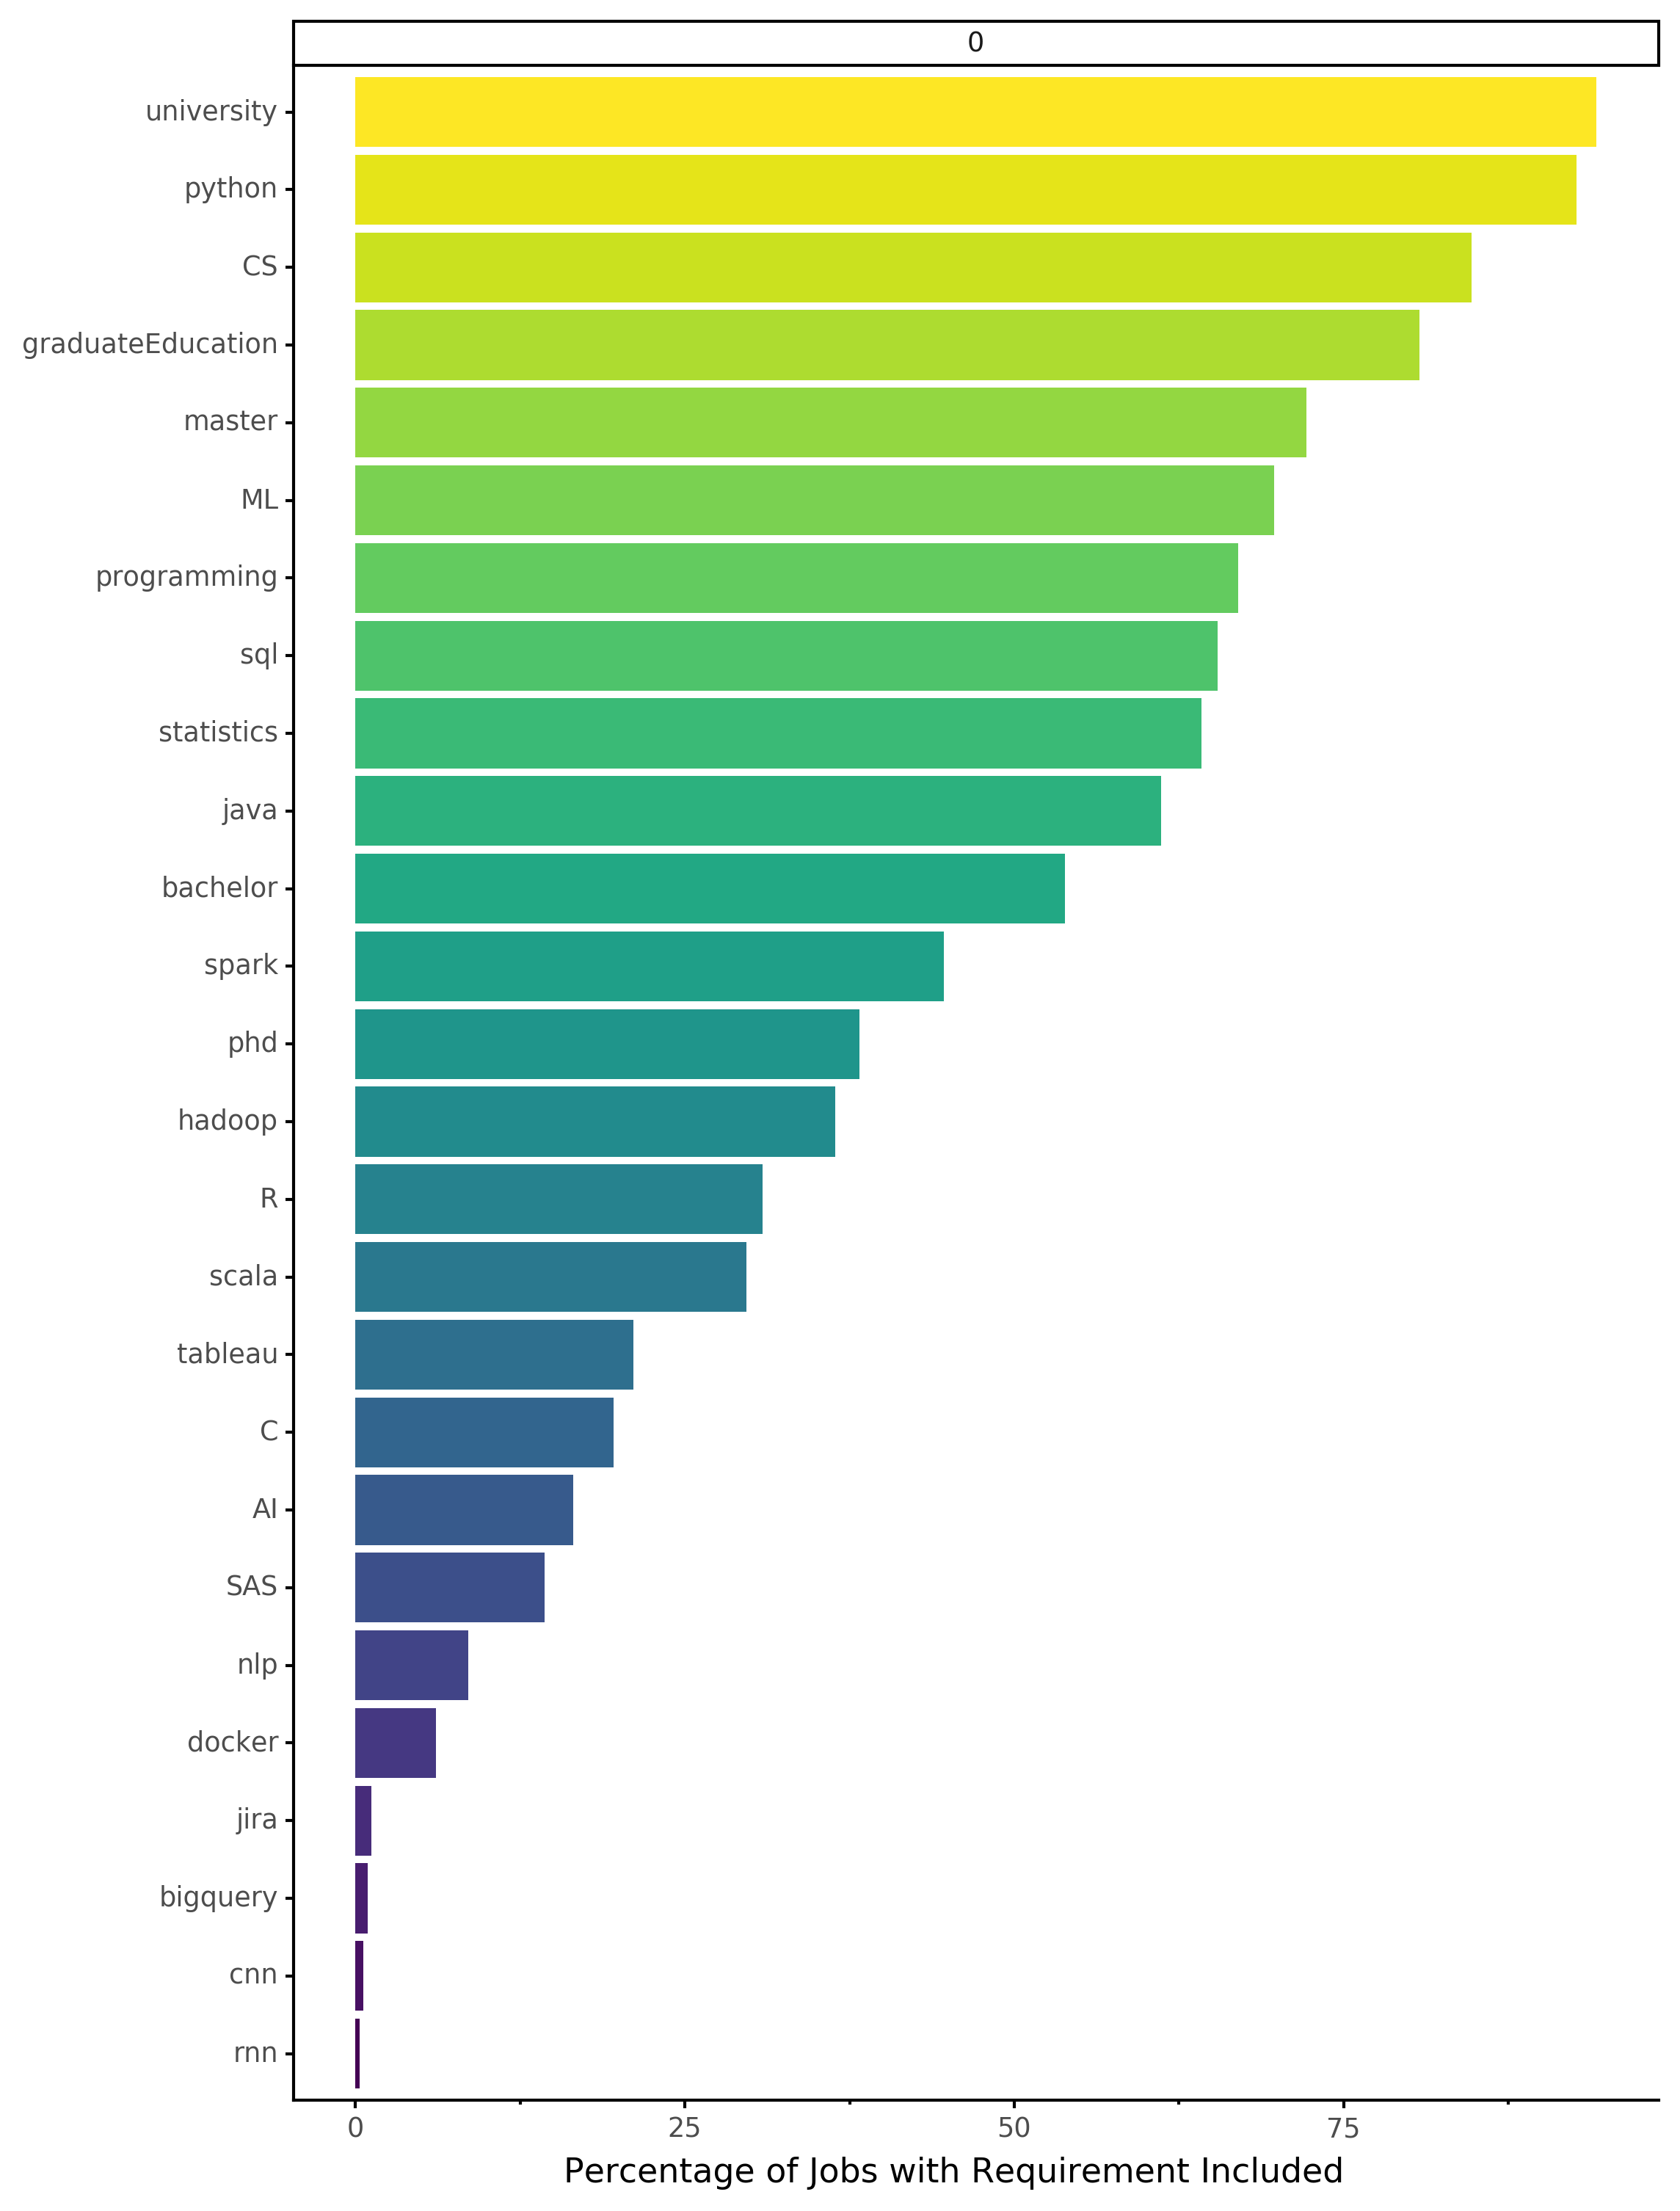 0
university
python
CS
graduateEducation
master
ML
programming
sql
statistics
java
bachelor
spark
phd
hadoop
R
scala
tableau
C
AI
SAS
nlp
docker
jira
bigquery
cnn
rnn
0 25 50 75
Percentage of Jobs with Requirement Included